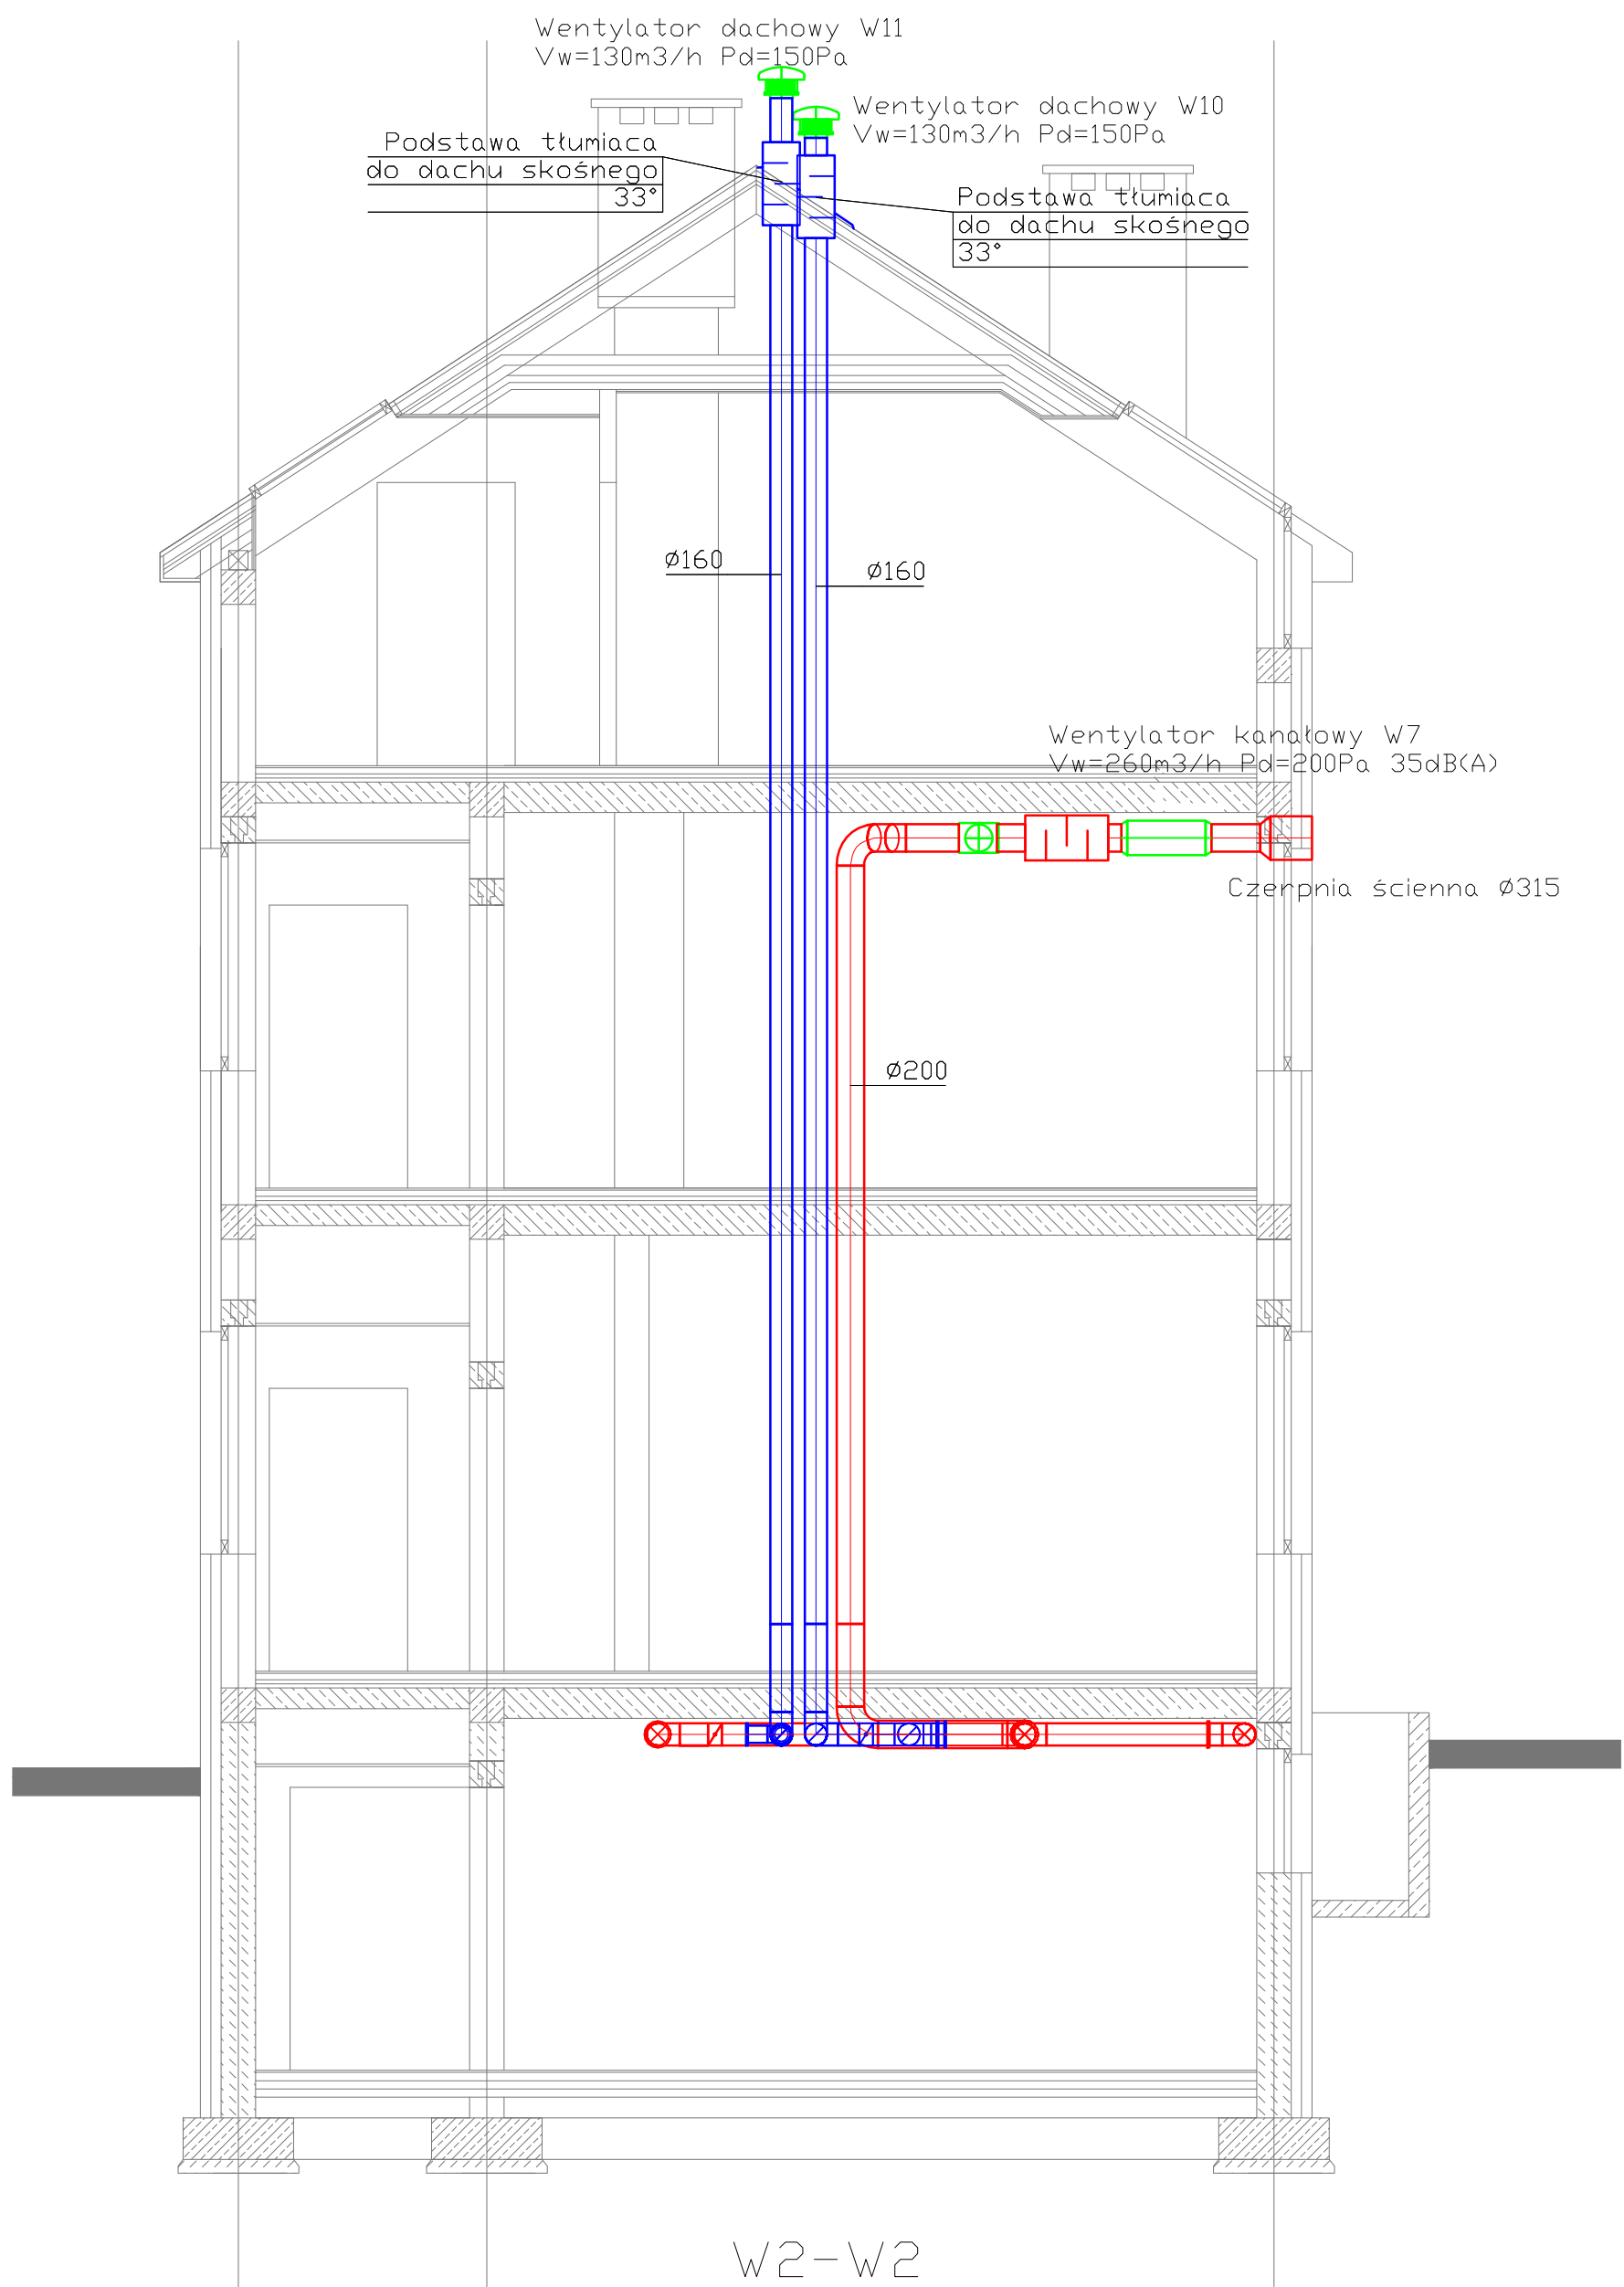 Wentylator dachowy W11
Vw=130m3/h Pd=150Pa
Wentylator dachowy W10
Vw=130m3/h Pd=150Pa
Podstawa tłumiaca
do dachu skośnego
33°
Podstawa tłumiaca
do dachu skośnego
33°
Ø160
Ø160
Wentylator kanałowy W7
Vw=260m3/h Pd=200Pa 35dB(A)
Czerpnia ścienna Ø315
Ø200
W2-W2